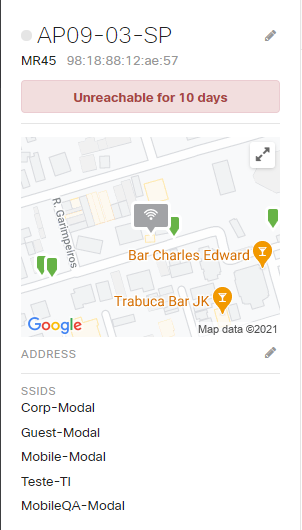 AP09-03-SP
MR45 98:18:88:12:ae:57
Unreachable for 10 days
R. Garimpeiros
Bar Charles Edward
Trabuca Bar JK
Google
Map data ©2021
ADDRESS
SSIDS
Corp-Modal
Guest-Modal
Mobile-Modal
Teste-TI
MobileQA-Modal